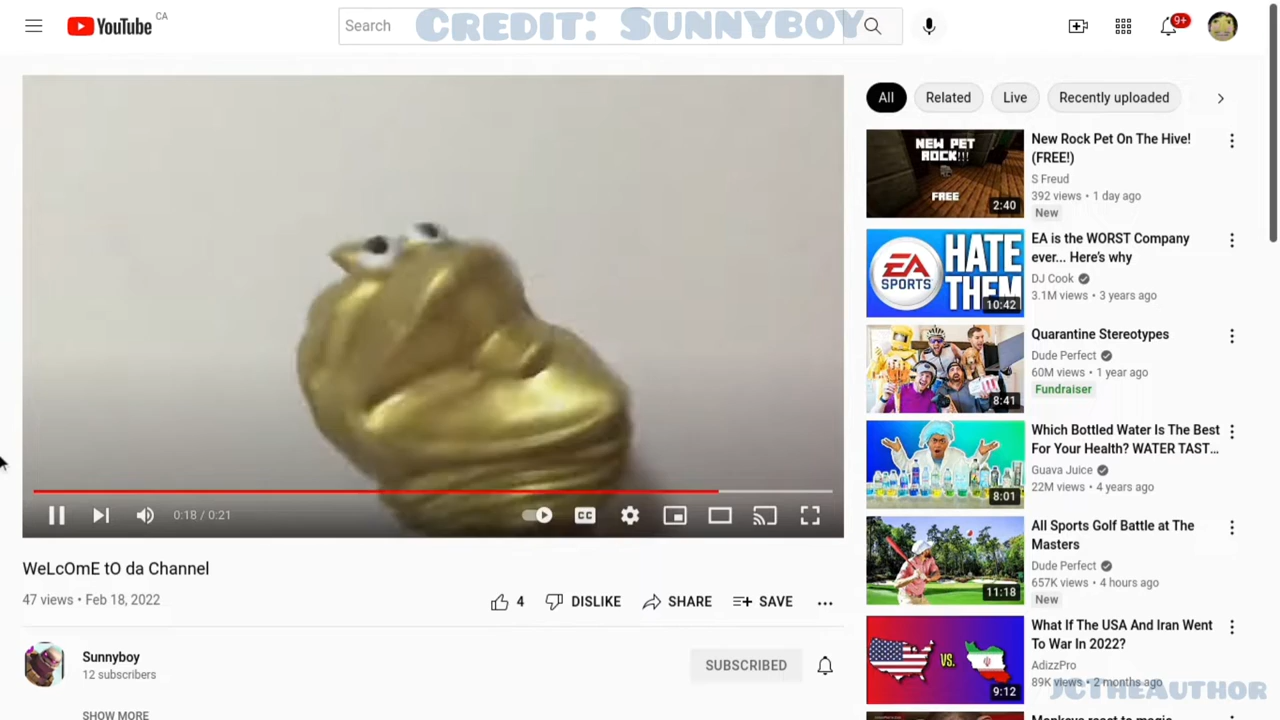 YouTube CA
Search
Credit: Sunnyboy
9+
0:18 / 0:21
CC
WeLcOmE tO da Channel
47 views • Feb 18, 2022
4
DISLIKE
SHARE
SAVE
Sunnyboy
12 subscribers
SUBSCRIBED
SHOW MORE
All
Related
Live
Recently uploaded
NEW PET
ROCK!!!
FREE
2:40
New Rock Pet On The Hive!
(FREE!)
S Freud
392 views • 1 day ago
New
EA
SPORTS
HATE
THEM
10:42
EA is the WORST Company
ever... Here's why
DJ Cook
3.1M views • 3 years ago
8:41
Quarantine Stereotypes
Dude Perfect
60M views • 1 year ago
Fundraiser
8:01
Which Bottled Water Is The Best
For Your Health? WATER TAST...
Guava Juice
22M views • 4 years ago
11:18
All Sports Golf Battle at The
Masters
Dude Perfect
657K views • 4 hours ago
New
VS.
9:12
What If The USA And Iran Went
To War In 2022?
AdizzPro
89K views • 2 months ago
JCTheAuthor
Monkeys react to magic